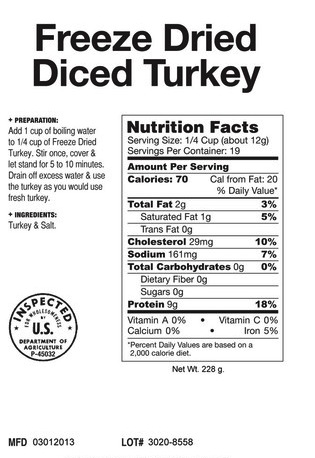 Freeze Dried
Diced Turkey
+ PREPARATION:
Add 1 cup of boiling water
to 1/4 cup of Freeze Dried
Turkey. Stir once, cover &
let stand for 5 to 10 minutes.
Drain off excess water & use
the turkey as you would use
fresh turkey.
+ INGREDIENTS:
Turkey & Salt.
INSPECTED
FOR WHOLESOMENESS
BY
U.S.
DEPARTMENT OF
AGRICULTURE
P-45032
Nutrition Facts
Serving Size: 1/4 Cup (about 12g)
Servings Per Container: 19
Amount Per Serving
Calories: 70 Cal from Fat: 20
% Daily Value*
Total Fat 2g 3%
Saturated Fat 1g 5%
Trans Fat 0g
Cholesterol 29mg 10%
Sodium 161mg 7%
Total Carbohydrates 0g 0%
Dietary Fiber 0g
Sugars 0g
Protein 9g 18%
Vitamin A 0% • Vitamin C 0%
Calcium 0% • Iron 5%
*Percent Daily Values are based on a
2,000 calorie diet.
Net Wt. 228 g.
MFD 03012013 LOT# 3020-8558